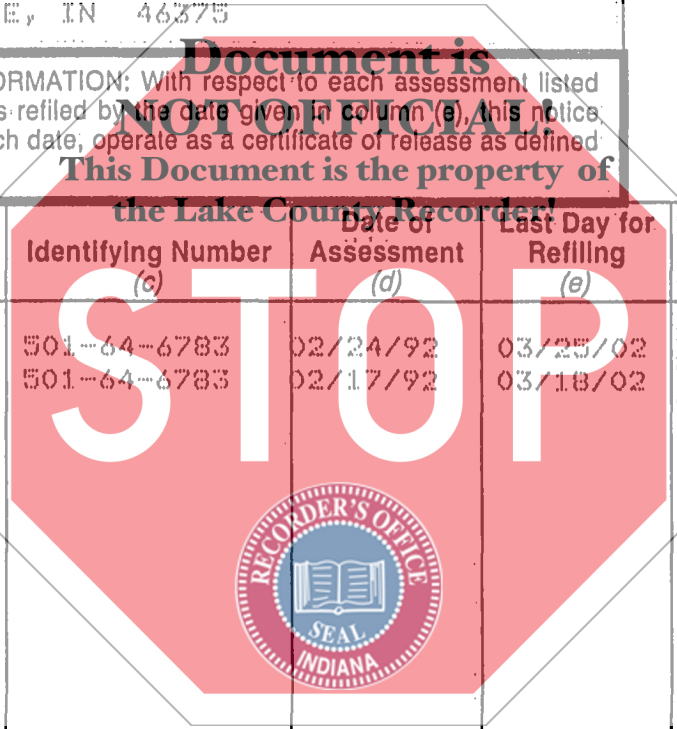 E, IN 46375
Document is
ORMATION: With respect to each assessment listed
s refiled by the date given in column (e), this notice
NOT OFFICIAL!
ch date, operate as a certificate of release as defined
This Document is the property of
the Lake County Recorder!
Date of Last Day for
Identifying Number Assessment Refiling
(c) (d) (e)
501-64-6783 02/24/92 03/25/02
501-64-6783 02/17/92 03/18/02
STOP
RECORDER'S OFFICE
SEAL
INDIANA